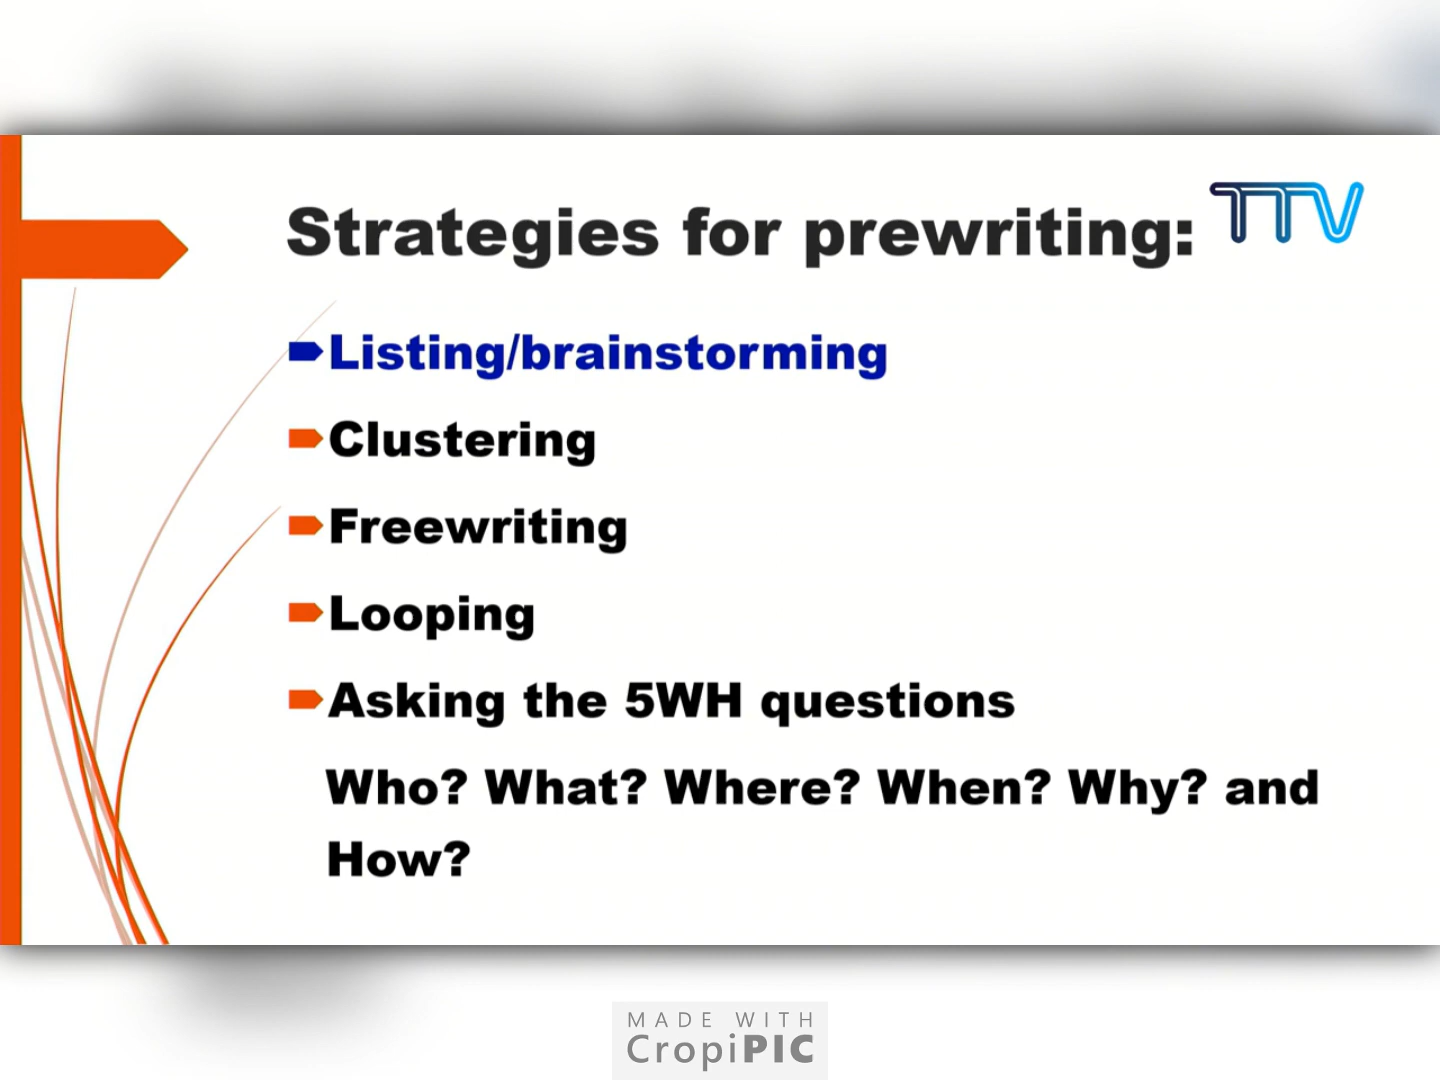 Strategies for prewriting:
TTV
Listing/brainstorming
Clustering
Freewriting
Looping
Asking the 5WH questions
Who? What? Where? When? Why? and
How?
MADE WITH
CropiPIC